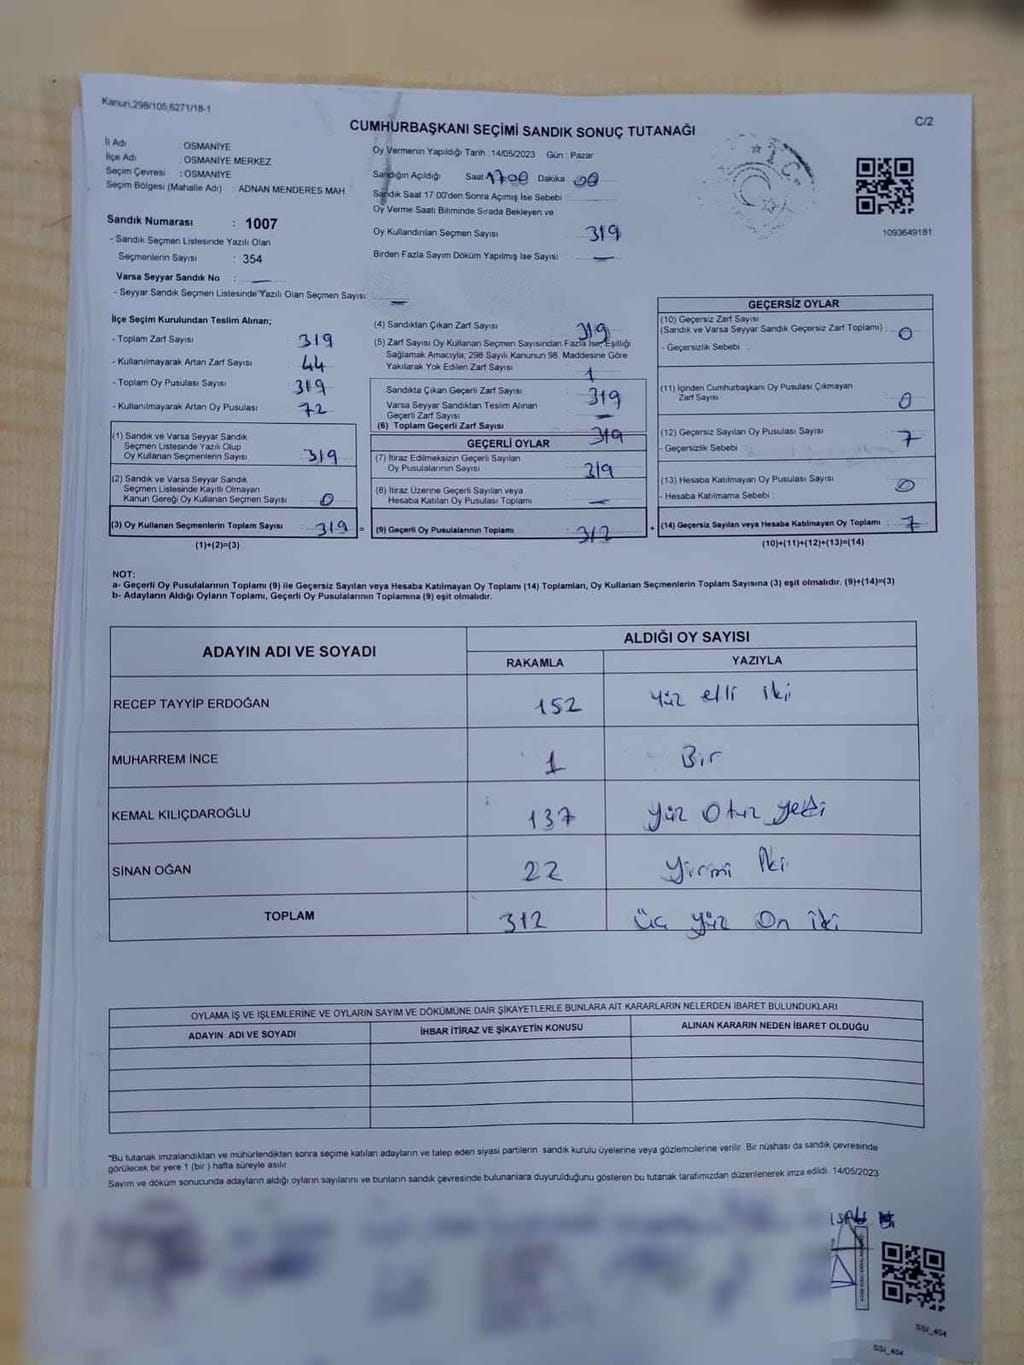 Kanun,298/105,6271/18-1
C/2
CUMHURBAŞKANI SEÇİMİ SANDIK SONUÇ TUTANAĞI
İl Adı : OSMANİYE
İlçe Adı : OSMANİYE MERKEZ
Seçim Çevresi : OSMANİYE
Seçim Bölgesi (Mahalle Adı) : ADNAN MENDERES MAH.
Sandık Numarası : 1007
- Sandık Seçmen Listesinde Yazılı Olan
Seçmenlerin Sayısı : 354
Varsa Seyyar Sandık No :
- Seyyar Sandık Seçmen Listesinde Yazılı Olan Seçmen Sayısı:
Oy Vermenin Yapıldığı Tarih : 14/05/2023 Gün : Pazar
Sandığın Açıldığı Saat 1700 Dakika 00
Sandık Saat 17.00'den Sonra Açımış İse Sebebi
Oy Verme Saati Bitiminde Sırada Bekleyen ve
Oy Kullandırılan Seçmen Sayısı 319
Birden Fazla Sayım Döküm Yapılmış İse Sayısı
1093649181
İlçe Seçim Kurulundan Teslim Alınan;
- Toplam Zarf Sayısı 319
- Kullanılmayarak Artan Zarf Sayısı 44
- Toplam Oy Pusulası Sayısı 319
- Kullanılmayarak Artan Oy Pusulası 72
(1) Sandık ve Varsa Seyyar Sandık
Seçmen Listesinde Yazılı Olup
Oy Kullanan Seçmenlerin Sayısı 319
(2) Sandık ve Varsa Seyyar Sandık
Seçmen Listesinde Kayıtlı Olmayan
Kanun Gereği Oy Kullanan Seçmen Sayısı 0
(3) Oy Kullanan Seçmenlerin Toplam Sayısı : 319 =
(1)+(2)=(3)
(4) Sandıktan Çıkan Zarf Sayısı 319
(5) Zarf Sayısı Oy Kullanan Seçmen Sayısından Fazla İse, Eşitliği
Sağlamak Amacıyla; 298 Sayılı Kanunun 98. Maddesine Göre
Yakılarak Yok Edilen Zarf Sayısı 1
Sandıkta Çıkan Geçerli Zarf Sayısı 319
Varsa Seyyar Sandıktan Teslim Alınan
Geçerli Zarf Sayısı
(6) Toplam Geçerli Zarf Sayısı 319
GEÇERLİ OYLAR
(7) İtiraz Edilmeksizin Geçerli Sayılan
Oy Pusulalarının Sayısı 319
(8) İtiraz Üzerine Geçerli Sayılan veya
Hesaba Katılan Oy Pusulası Toplamı
(9) Geçerli Oy Pusulalarının Toplamı : 312 +
GEÇERSİZ OYLAR
(10) Geçersiz Zarf Sayısı
(Sandık ve Varsa Seyyar Sandık Geçersiz Zarf Toplamı) : 0
- Geçersizlik Sebebi :
(11) İçinden Cumhurbaşkanı Oy Pusulası Çıkmayan
Zarf Sayısı 0
(12) Geçersiz Sayılan Oy Pusulası Sayısı 7
- Geçersizlik Sebebi
(13) Hesaba Katılmayan Oy Pusulası Sayısı 0
- Hesaba Katılmama Sebebi :
(14) Geçersiz Sayılan veya Hesaba Katılmayan Oy Toplamı : 7
(10)+(11)+(12)+(13)=(14)
NOT:
a- Geçerli Oy Pusulalarının Toplamı (9) ile Geçersiz Sayılan veya Hesaba Katılmayan Oy Toplamı (14) Toplamları, Oy Kullanan Seçmenlerin Toplam Sayısına (3) eşit olmalıdır. (9)+(14)=(3)
b- Adayların Aldığı Oyların Toplamı, Geçerli Oy Pusulalarının Toplamına (9) eşit olmalıdır.
ADAYIN ADI VE SOYADI
ALDIĞI OY SAYISI
RAKAMLA YAZIYLA
RECEP TAYYİP ERDOĞAN 152 Yüz elli iki
MUHARREM İNCE 1 Bir
KEMAL KILIÇDAROĞLU 137 Yüz Otuz yedi
SİNAN OĞAN 22 Yirmi İki
TOPLAM 312 Üç yüz On iki
OYLAMA İŞ VE İŞLEMLERİNE VE OYLARIN SAYIM VE DÖKÜMÜNE DAİR ŞİKAYETLERLE BUNLARA AİT KARARLARIN NELERDEN İBARET BULUNDUKLARI
ADAYIN ADI VE SOYADI İHBAR İTİRAZ VE ŞİKAYETİN KONUSU ALINAN KARARIN NEDEN İBARET OLDUĞU
*Bu tutanak imzalandıktan ve mühürlendikten sonra seçime katılan adayların ve talep eden siyasi partilerin sandık kurulu üyelerine veya gözlemcilerine verilir. Bir nüshası da sandık çevresinde
görülecek bir yere 1 (bir ) hafta süreyle asılır.
Sayım ve döküm sonucunda adayların aldığı oyların sayılarını ve bunların sandık çevresinde bulunanlara duyurulduğunu gösteren bu tutanak tarafımızdan düzenlenerek imza edildi. 14/05/2023
SSI_404
SSI_404